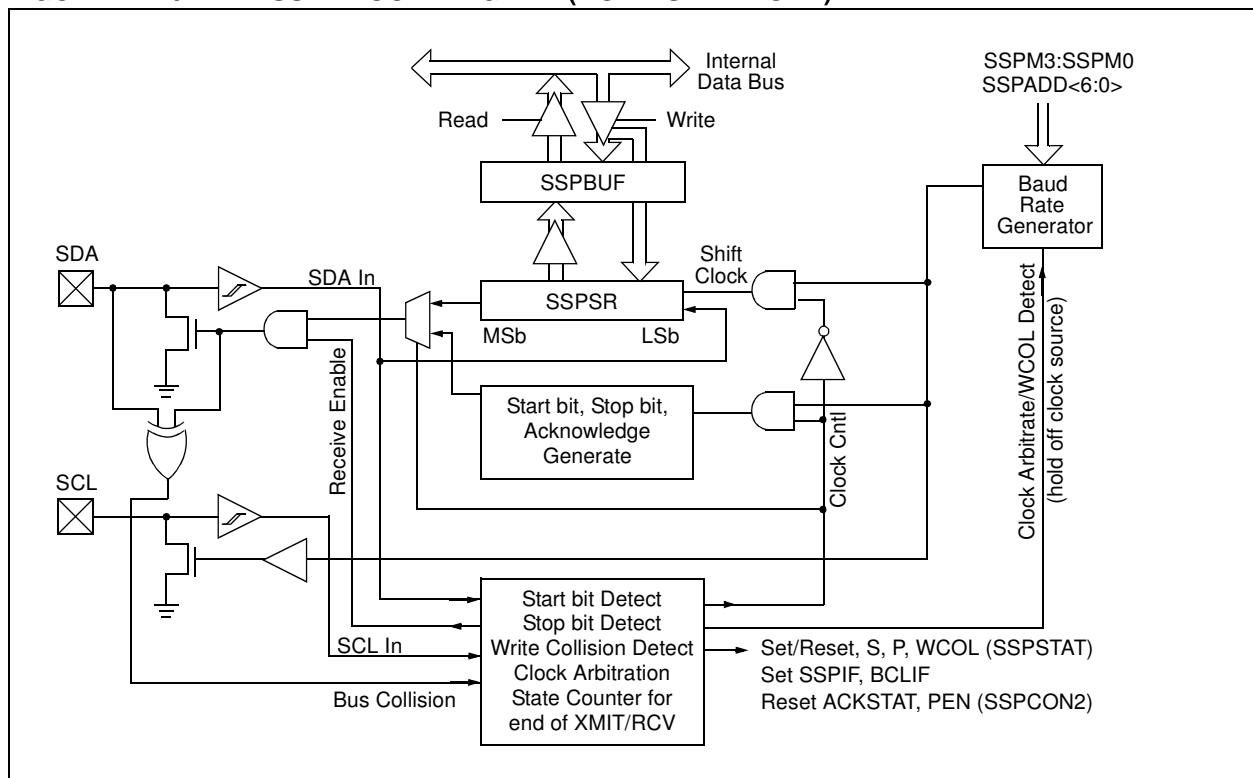 Internal
Data Bus
SSPM3:SSPM0
SSPADD<6:0>
Read
Write
SSPBUF
Baud
Rate
Generator
SDA
SDA In
Shift
Clock
SSPSR
MSb
LSb
Start bit, Stop bit,
Acknowledge
Generate
Receive Enable
Clock Cntl
Clock Arbitrate/WCOL Detect
(hold off clock source)
SCL
SCL In
Bus Collision
Start bit Detect
Stop bit Detect
Write Collision Detect
Clock Arbitration
State Counter for
end of XMIT/RCV
Set/Reset, S, P, WCOL (SSPSTAT)
Set SSPIF, BCLIF
Reset ACKSTAT, PEN (SSPCON2)